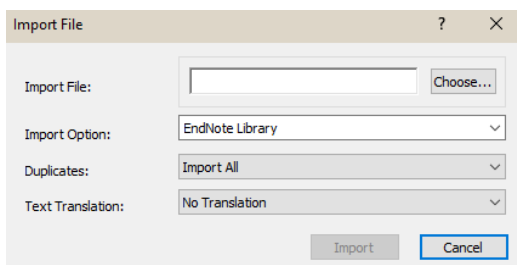 Import File ?
Import File: Choose...
Import Option: EndNote Library
Duplicates: Import All
Text Translation: No Translation
Import Cancel